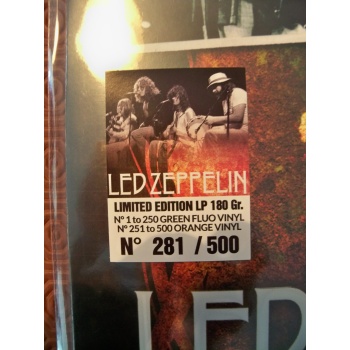 LED ZEPPELIN
LIMITED EDITION LP 180 Gr.
N° 1 to 250 GREEN FLUO VINYL
N° 251 to 500 ORANGE VINYL
N° 281 / 500
LED